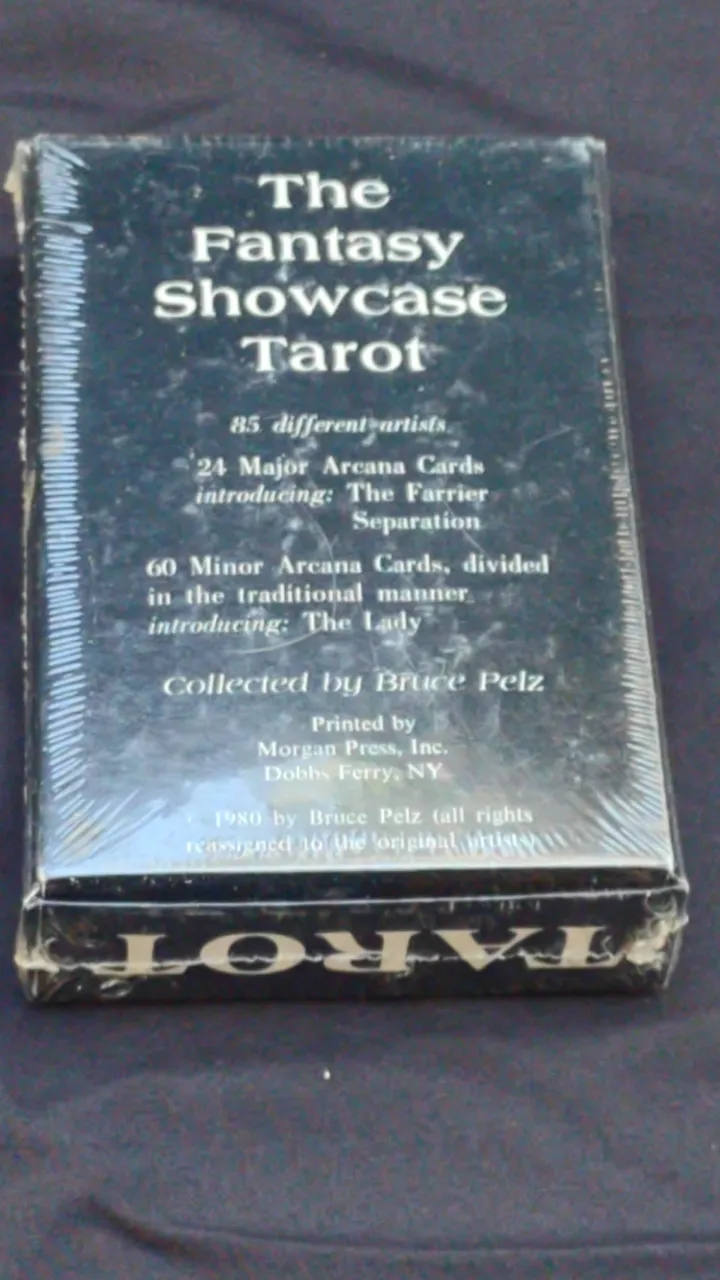 The
Fantasy
Showcase
Tarot
85 different artists
24 Major Arcana Cards
introducing: The Farrier
Separation
60 Minor Arcana Cards, divided
in the traditional manner
introducing: The Lady
Collected by Bruce Pelz
Printed by
Morgan Press, Inc.
Dobbs Ferry, NY
© 1980 by Bruce Pelz (all rights
reassigned to the original artists)
TAROT